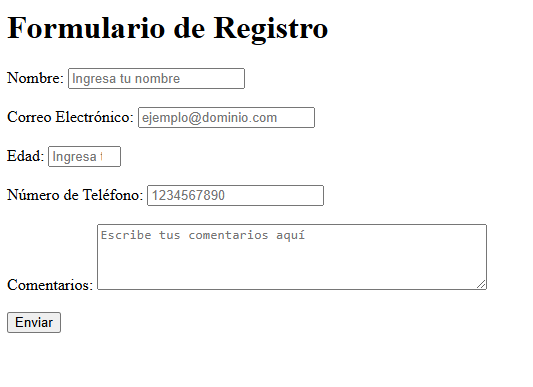 Formulario de Registro
Nombre: Ingresa tu nombre
Correo Electrónico: ejemplo@dominio.com
Edad: Ingresa t
Número de Teléfono: 1234567890
Escribe tus comentarios aquí
Comentarios:
Enviar